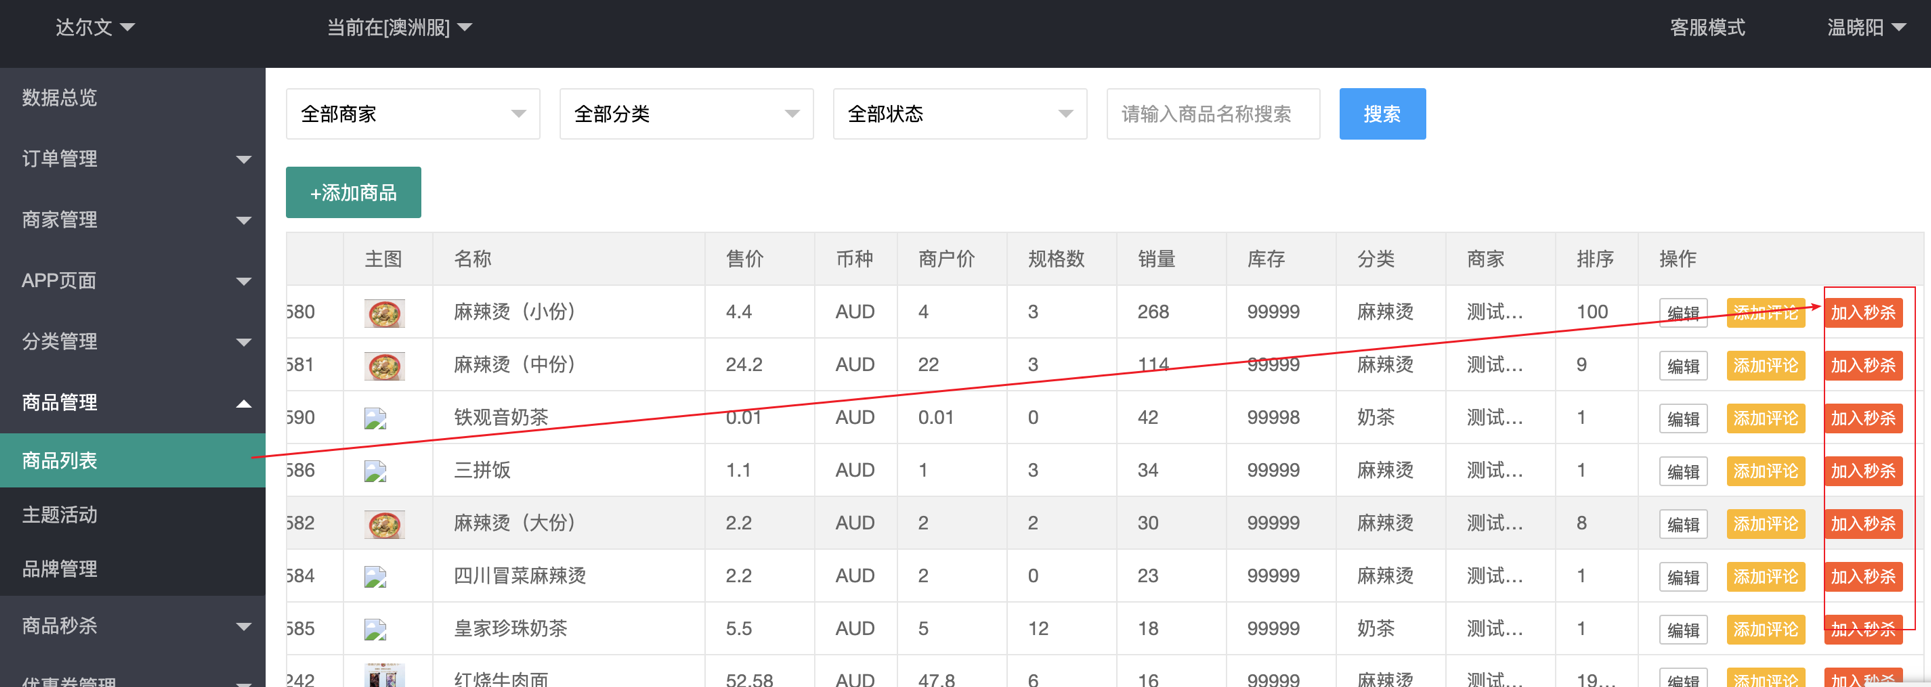 达尔文 当前在[澳洲服] 客服模式 温晓阳
数据总览
订单管理
商家管理
APP页面
分类管理
商品管理
商品列表
主题活动
品牌管理
商品秒杀
优惠券管理
全部商家 全部分类 全部状态 请输入商品名称搜索 搜索
+添加商品
主图 名称 售价 币种 商户价 规格数 销量 库存 分类 商家 排序 操作
580 麻辣烫（小份） 4.4 AUD 4 3 268 99999 麻辣烫 测试... 100 编辑 添加评论 加入秒杀
581 麻辣烫（中份） 24.2 AUD 22 3 114 99999 麻辣烫 测试... 9 编辑 添加评论 加入秒杀
590 铁观音奶茶 0.01 AUD 0.01 0 42 99998 奶茶 测试... 1 编辑 添加评论 加入秒杀
586 三拼饭 1.1 AUD 1 3 34 99999 麻辣烫 测试... 1 编辑 添加评论 加入秒杀
582 麻辣烫（大份） 2.2 AUD 2 2 30 99999 麻辣烫 测试... 8 编辑 添加评论 加入秒杀
584 四川冒菜麻辣烫 2.2 AUD 2 0 23 99999 麻辣烫 测试... 1 编辑 添加评论 加入秒杀
585 皇家珍珠奶茶 5.5 AUD 5 12 18 99999 奶茶 测试... 1 编辑 添加评论 加入秒杀
242 红烧牛肉面 52.58 AUD 47.8 6 16 99999 麻辣烫 测试... 19... 编辑 添加评论 加入秒杀